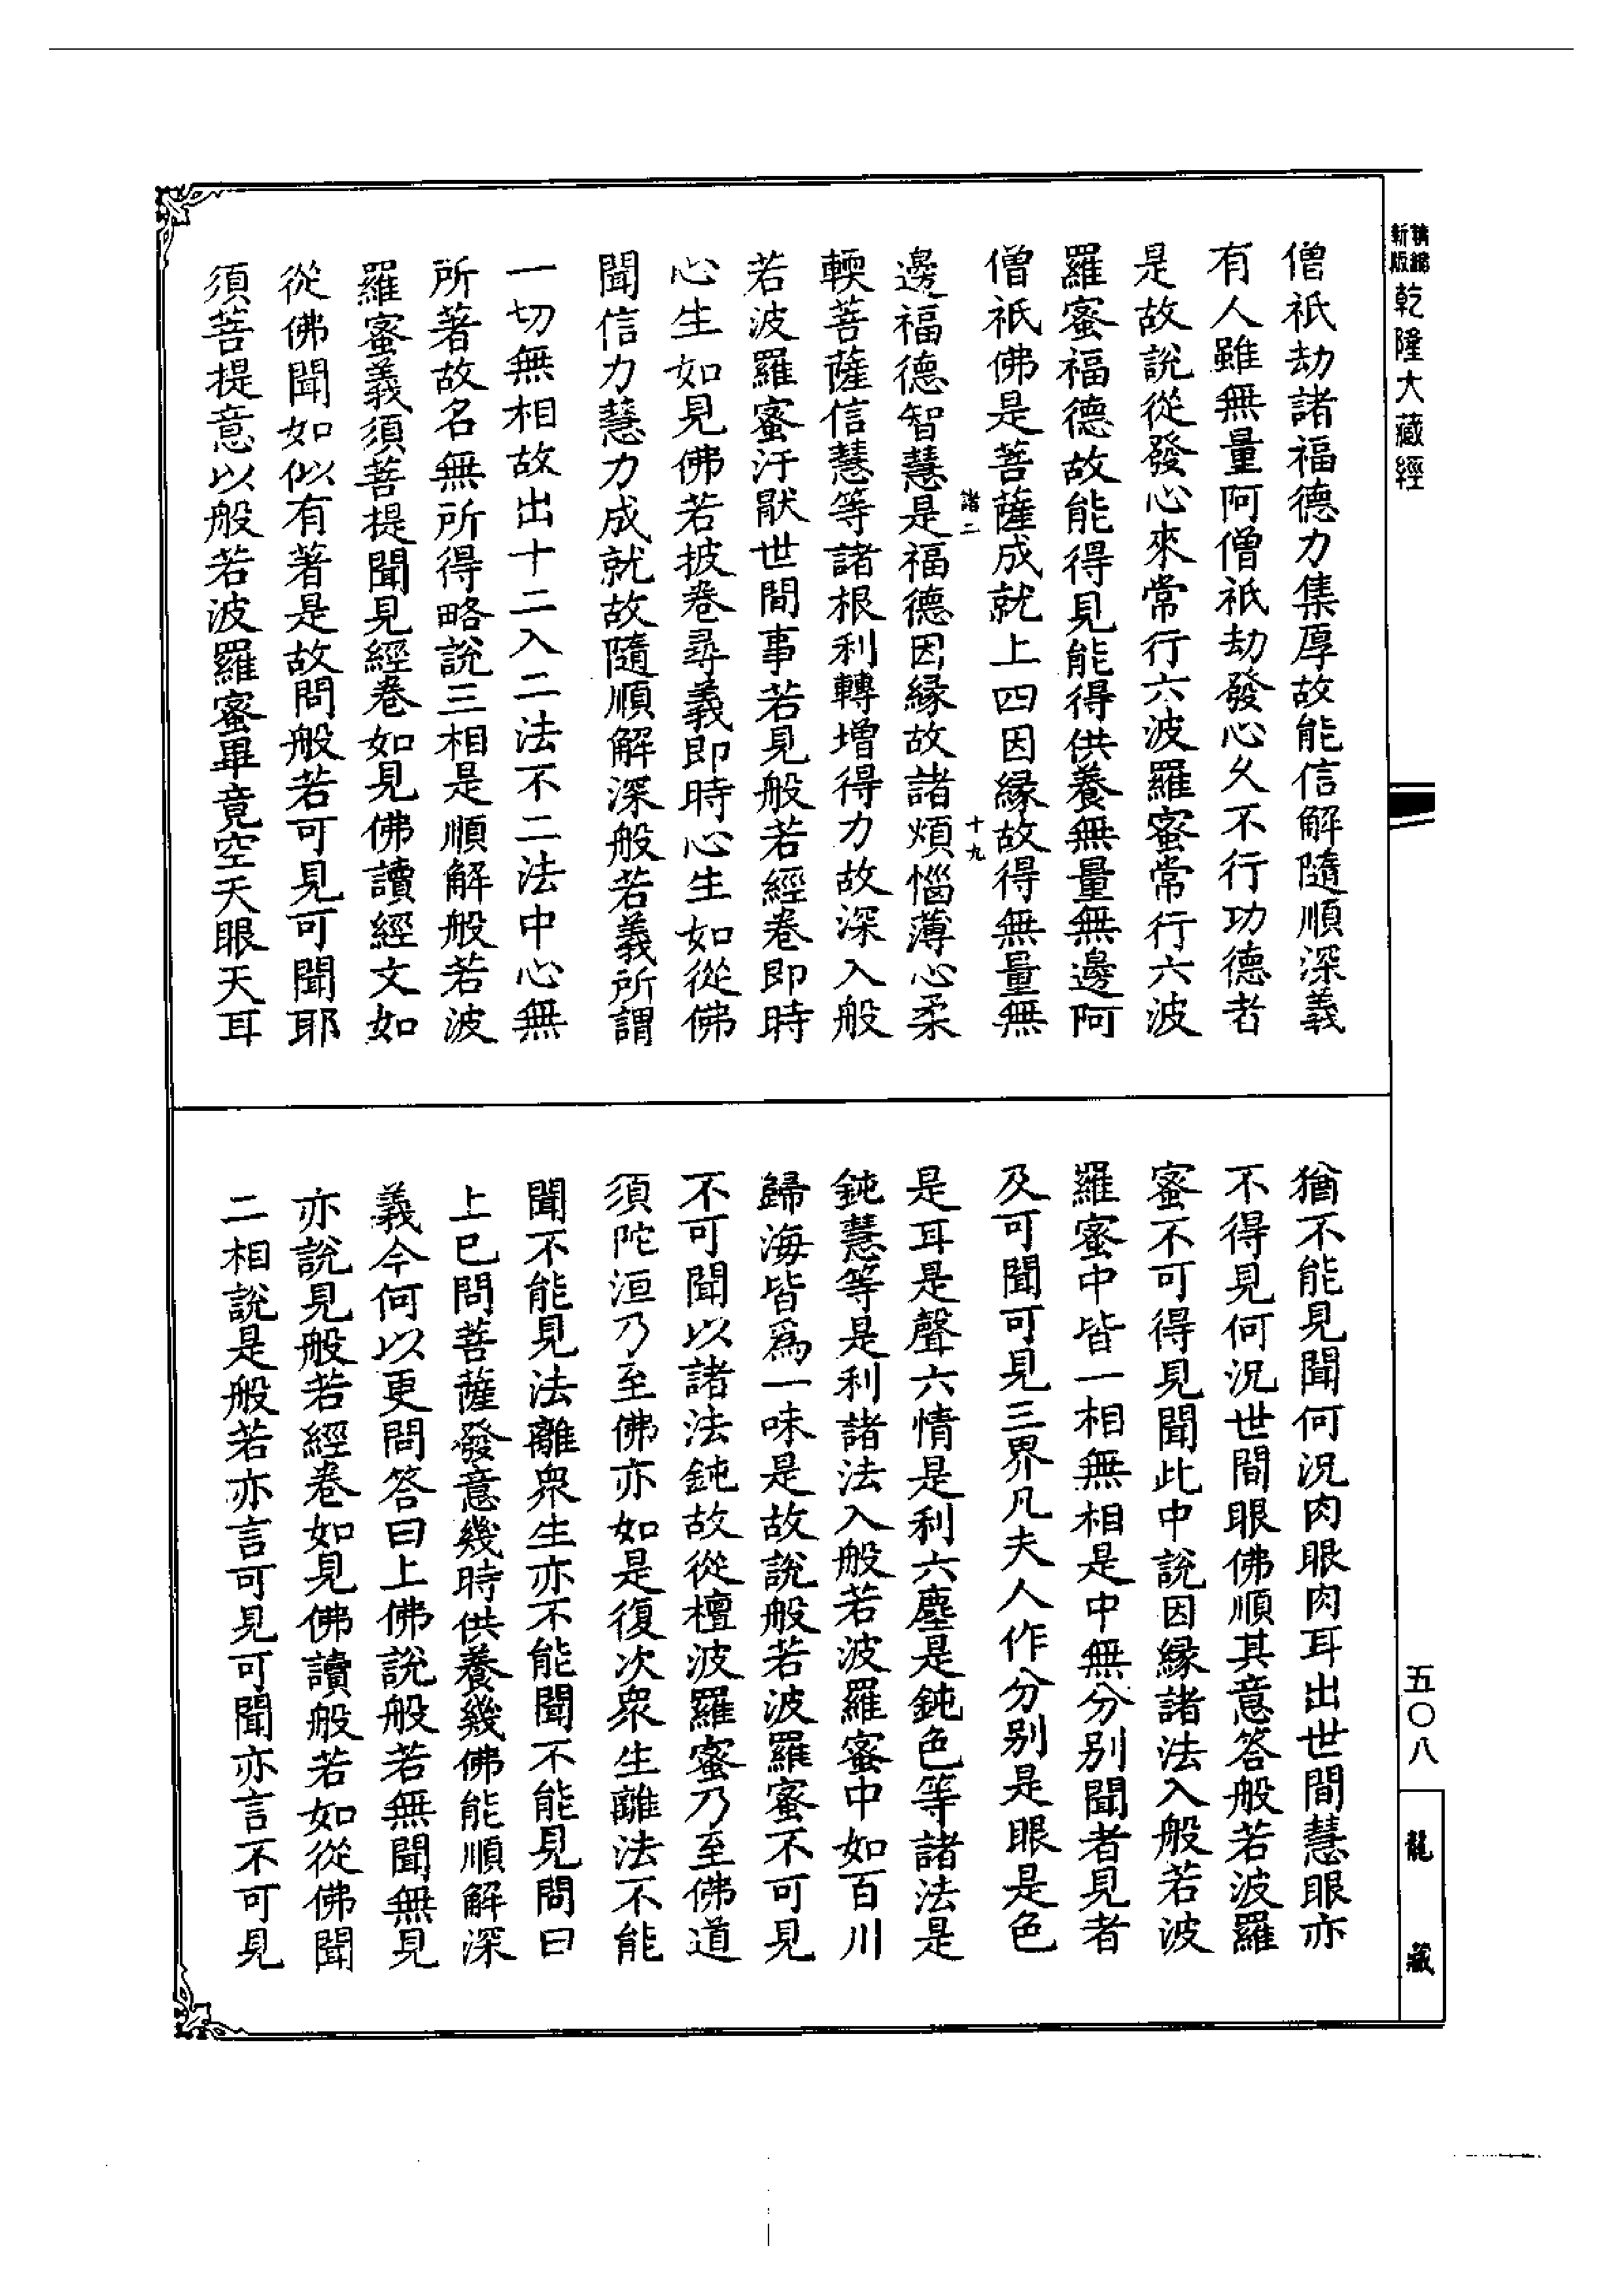 新版
精縮
乾隆大藏經
僧祇劫諸福德力集厚故能信解隨順深義
有人雖無量阿僧祇劫發心久不行功德者
是故說從發心來常行六波羅蜜常行六波
羅蜜福德故能得見能得供養無量無邊阿
僧祇佛是菩薩成就上四因緣故得無量無
諸二
十九
邊福德智慧是福德因緣故諸煩惱薄心柔
輭菩薩信慧等諸根利轉增得力故深入般
若波羅蜜汙猒世間事若見般若經卷即時
心生如見佛若披卷尋義即時心生如從佛
聞信力慧力成就故隨順解深般若義所謂
一切無相故出十二入二法不二法中心無
所著故名無所得略說三相是順解般若波
羅蜜義須菩提聞見經卷如見佛讀經文如
從佛聞如似有著是故問般若可見可聞耶
須菩提意以般若波羅蜜畢竟空天眼天耳
猶不能見聞何況肉眼肉耳出世間慧眼亦
不得見何況世間眼佛順其意答般若波羅
蜜不可得見聞此中說因緣諸法入般若波
羅蜜中皆一相無相是中無分別聞者見者
及可聞可見三界凡夫人作分別是眼是色
是耳是聲六情是利六塵是鈍色等諸法是
鈍慧等是利諸法入般若波羅蜜中如百川
歸海皆為一味是故說般若波羅蜜不可見
不可聞以諸法鈍故從檀波羅蜜乃至佛道
須陀洹乃至佛亦如是復次眾生離法不能
聞不能見法離眾生亦不能聞不能見問曰
上已問菩薩發意幾時供養幾佛能順解深
義今何以更問答曰上佛說般若無聞無見
亦說見般若經卷如見佛讀般若如從佛聞
二相說是般若亦言可見可聞亦言不可見
五〇八
龍藏